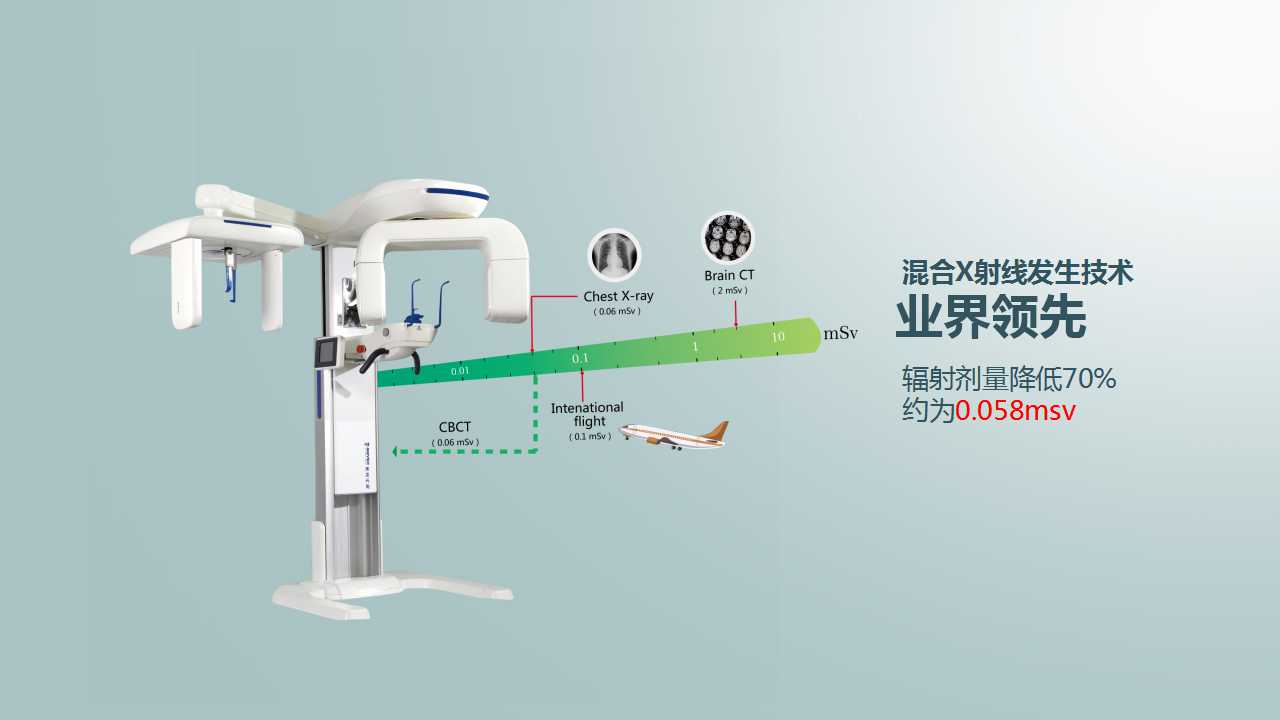 Chest X-ray
( 0.06 mSv )
Brain CT
( 2 mSv )
0.01
0.1
1
10
mSv
CBCT
( 0.06 mSv )
Intenational
flight
( 0.1 mSv )
混合X射线发生技术
业界领先
辐射剂量降低70%
约为0.058msv